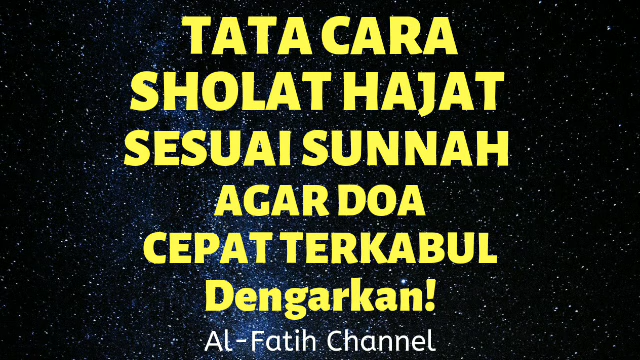 TATA CARA
SHOLAT HAJAT
SESUAI SUNNAH
AGAR DOA
CEPAT TERKABUL
Dengarkan!
Al-Fatih Channel